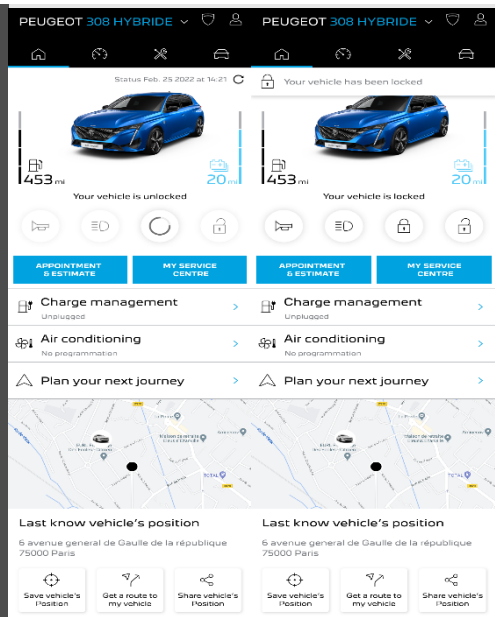 PEUGEOT 308 HYBRIDE
Status Feb. 25 2022 at 14:21
453 mi
20 mi
Your vehicle is unlocked
APPOINTMENT
& ESTIMATE
MY SERVICE
CENTRE
Charge management
Unplugged
Air conditioning
No programmation
Plan your next journey
TOTAL
Last know vehicle's position
6 avenue general de Gaulle de la république
75000 Paris
Save vehicle's
Position
Get a route to
my vehicle
Share vehicle's
Position
PEUGEOT 308 HYBRIDE
Your vehicle has been locked
453 mi
20 mi
Your vehicle is locked
APPOINTMENT
& ESTIMATE
MY SERVICE
CENTRE
Charge management
Unplugged
Air conditioning
No programmation
Plan your next journey
TOTAL
Last know vehicle's position
6 avenue general de Gaulle de la république
75000 Paris
Save vehicle's
Position
Get a route to
my vehicle
Share vehicle's
Position